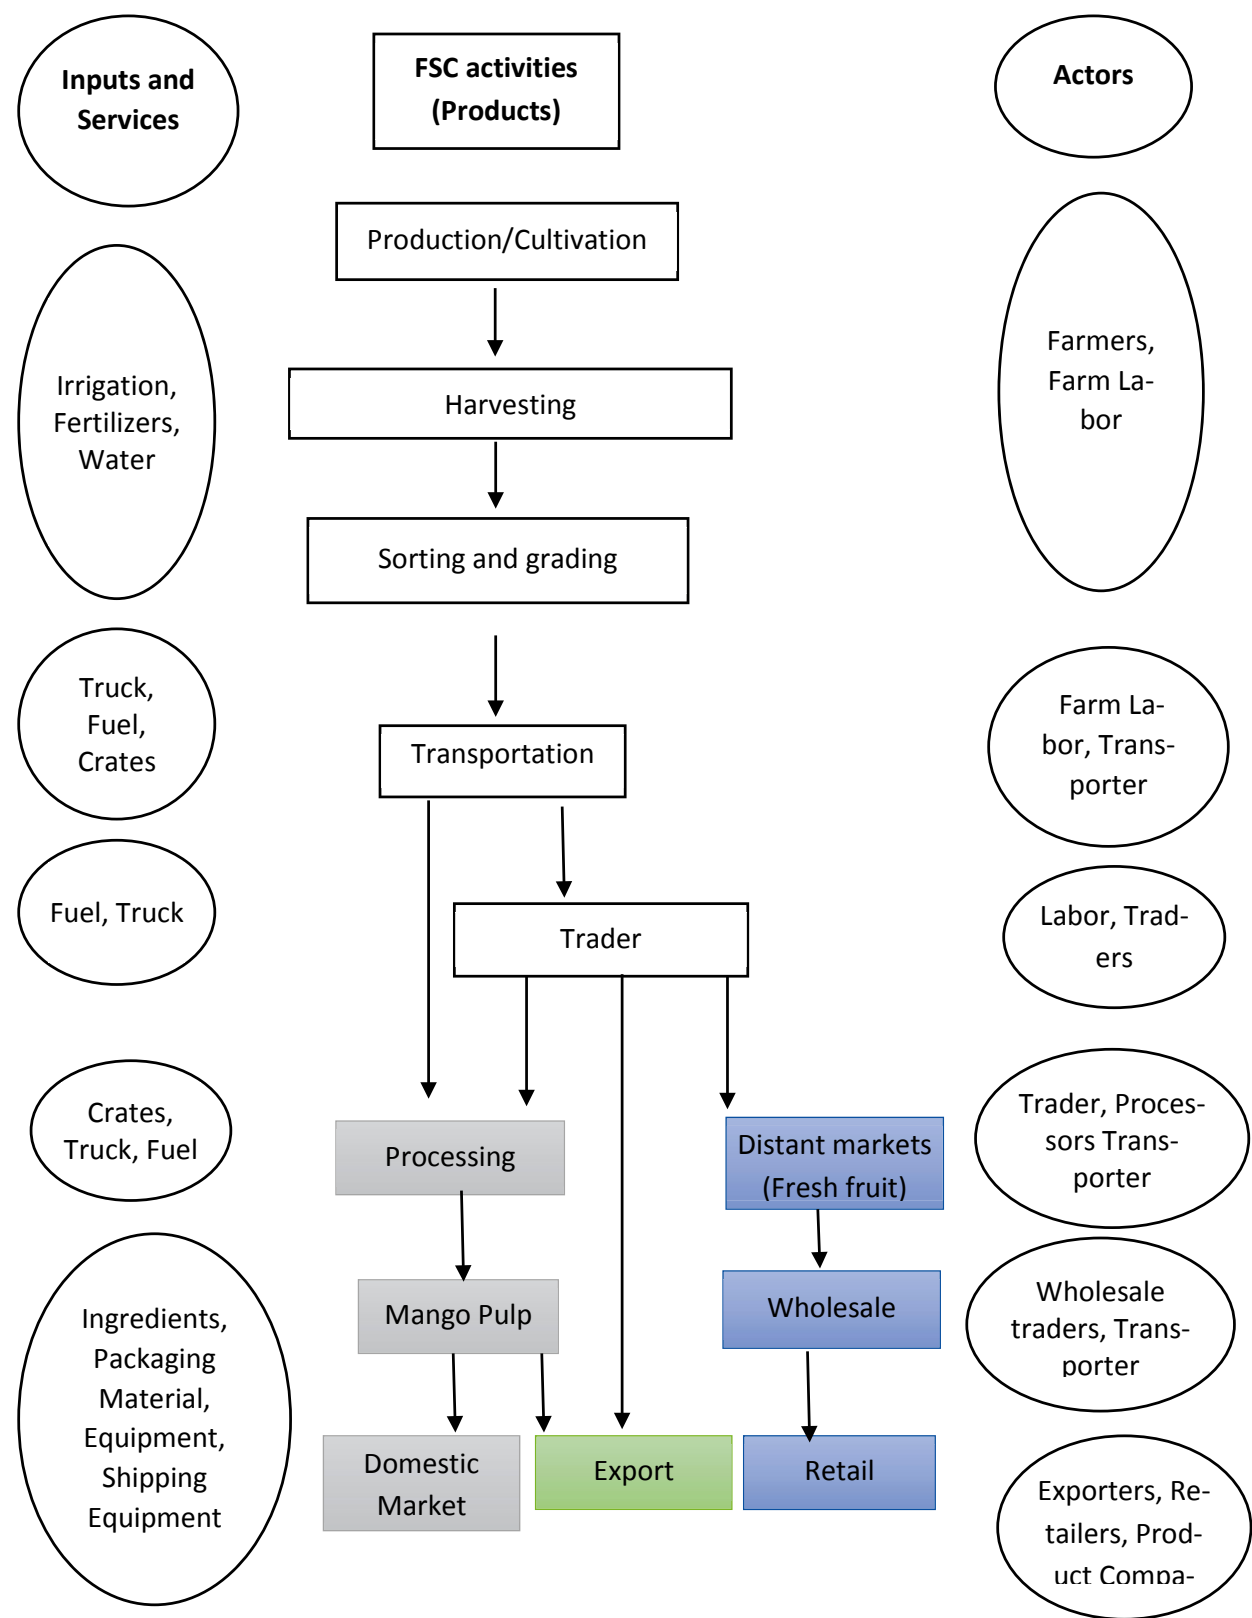 Inputs and
Services
FSC activities
(Products)
Actors
Production/Cultivation
Irrigation,
Fertilizers,
Water
Harvesting
Farmers,
Farm La-
bor
Sorting and grading
Truck,
Fuel,
Crates
Transportation
Farm La-
bor, Trans-
porter
Fuel, Truck
Trader
Labor, Trad-
ers
Crates,
Truck, Fuel
Processing
Distant markets
(Fresh fruit)
Trader, Proces-
sors Trans-
porter
Ingredients,
Packaging
Material,
Equipment,
Shipping
Equipment
Mango Pulp
Wholesale
Wholesale
traders, Trans-
porter
Domestic
Market
Export
Retail
Exporters, Re-
tailers, Prod-
uct Compa-